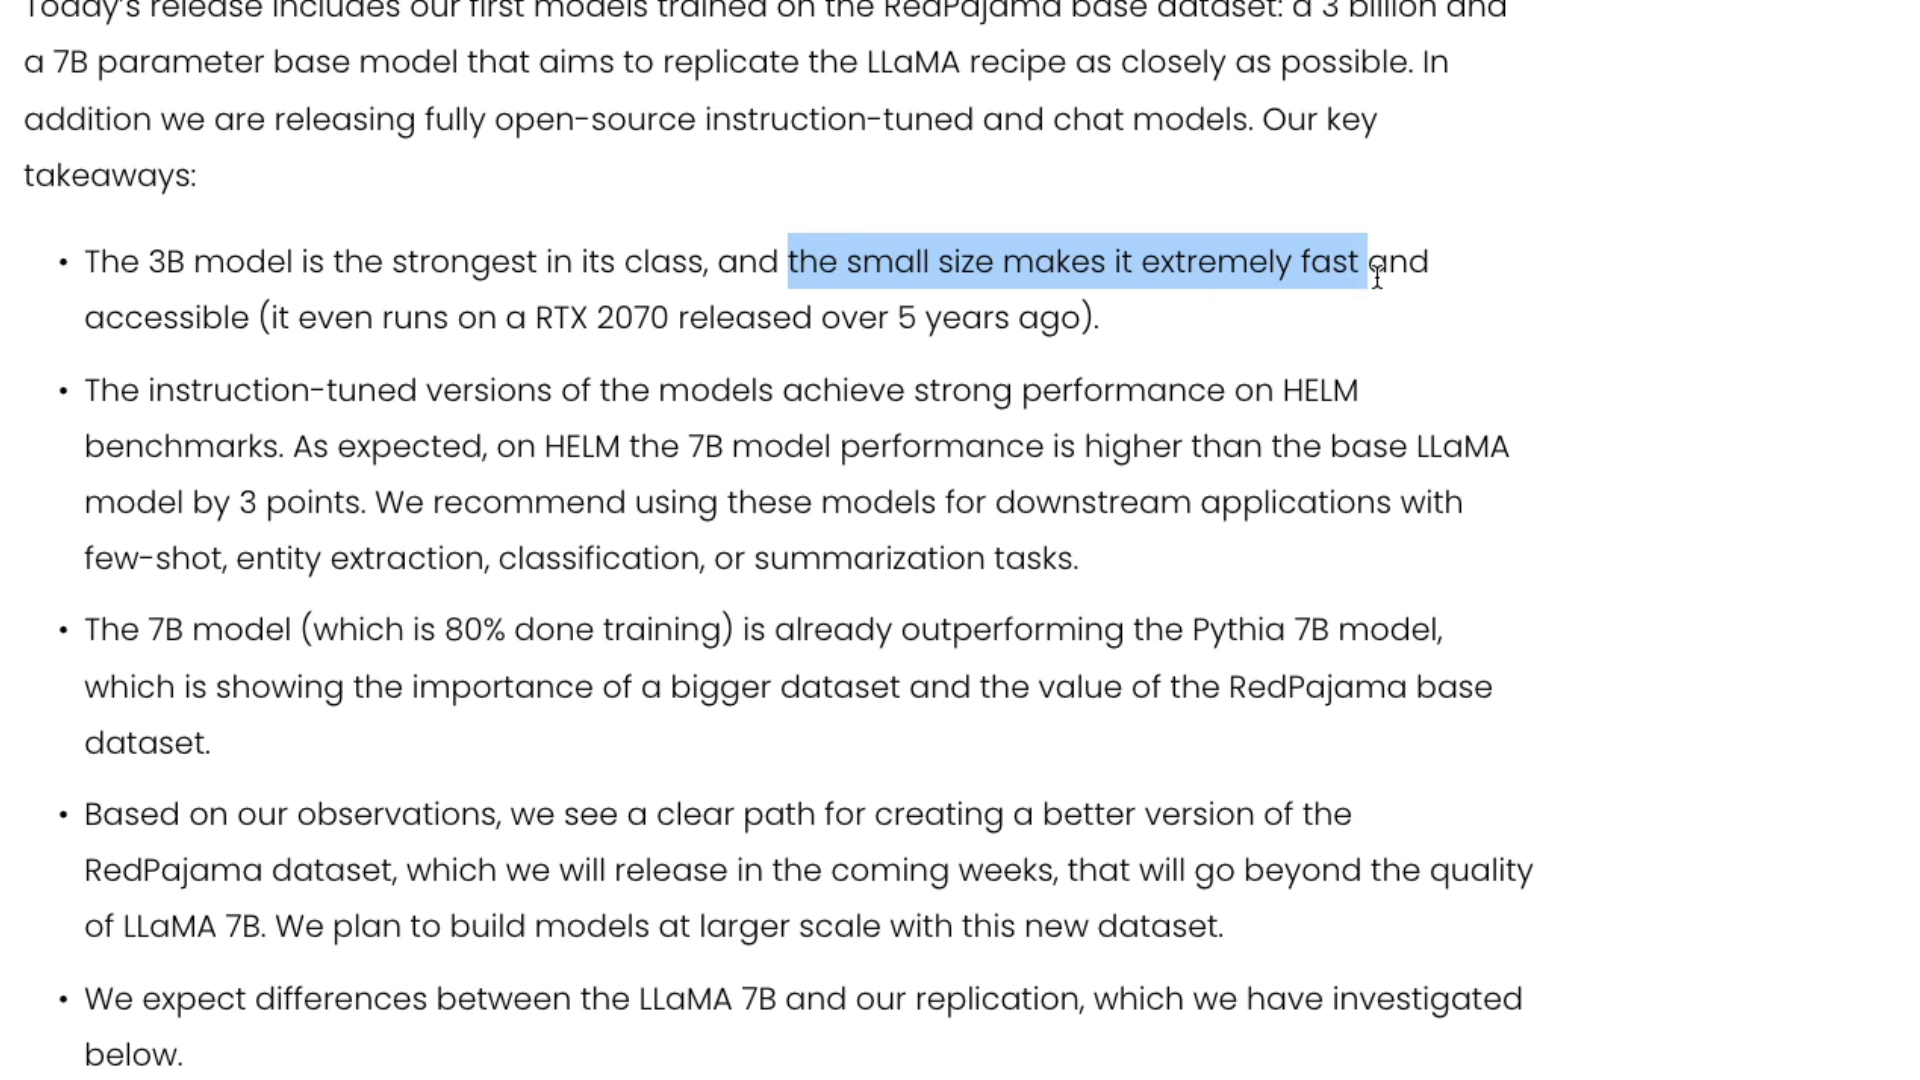 Today's release includes our first models trained on the RedPajama base dataset: a 3 billion and
a 7B parameter base model that aims to replicate the LLaMA recipe as closely as possible. In
addition we are releasing fully open-source instruction-tuned and chat models. Our key
takeaways:
• The 3B model is the strongest in its class, and the small size makes it extremely fast and
accessible (it even runs on a RTX 2070 released over 5 years ago).
• The instruction-tuned versions of the models achieve strong performance on HELM
benchmarks. As expected, on HELM the 7B model performance is higher than the base LLaMA
model by 3 points. We recommend using these models for downstream applications with
few-shot, entity extraction, classification, or summarization tasks.
• The 7B model (which is 80% done training) is already outperforming the Pythia 7B model,
which is showing the importance of a bigger dataset and the value of the RedPajama base
dataset.
• Based on our observations, we see a clear path for creating a better version of the
RedPajama dataset, which we will release in the coming weeks, that will go beyond the quality
of LLaMA 7B. We plan to build models at larger scale with this new dataset.
• We expect differences between the LLaMA 7B and our replication, which we have investigated
below.